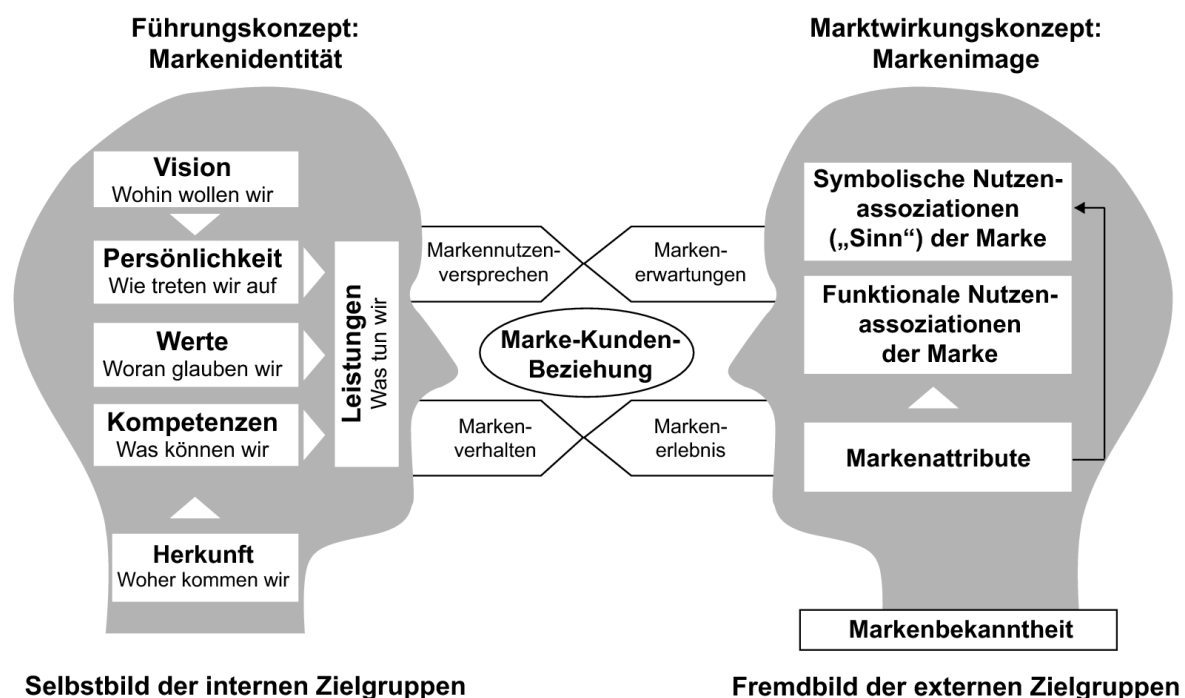 Führungskonzept:
Markenidentität
Vision
Wohin wollen wir
Persönlichkeit
Wie treten wir auf
Werte
Woran glauben wir
Kompetenzen
Was können wir
Herkunft
Woher kommen wir
Leistungen
Was tun wir
Markennutzen-
versprechen
Marken-
erwartungen
Marke-Kunden-
Beziehung
Marken-
verhalten
Marken-
erlebnis
Marktwirkungskonzept:
Markenimage
Symbolische Nutzen-
assoziationen
(„Sinn“) der Marke
Funktionale Nutzen-
assoziationen
der Marke
Markenattribute
Markenbekanntheit
Selbstbild der internen Zielgruppen
Fremdbild der externen Zielgruppen